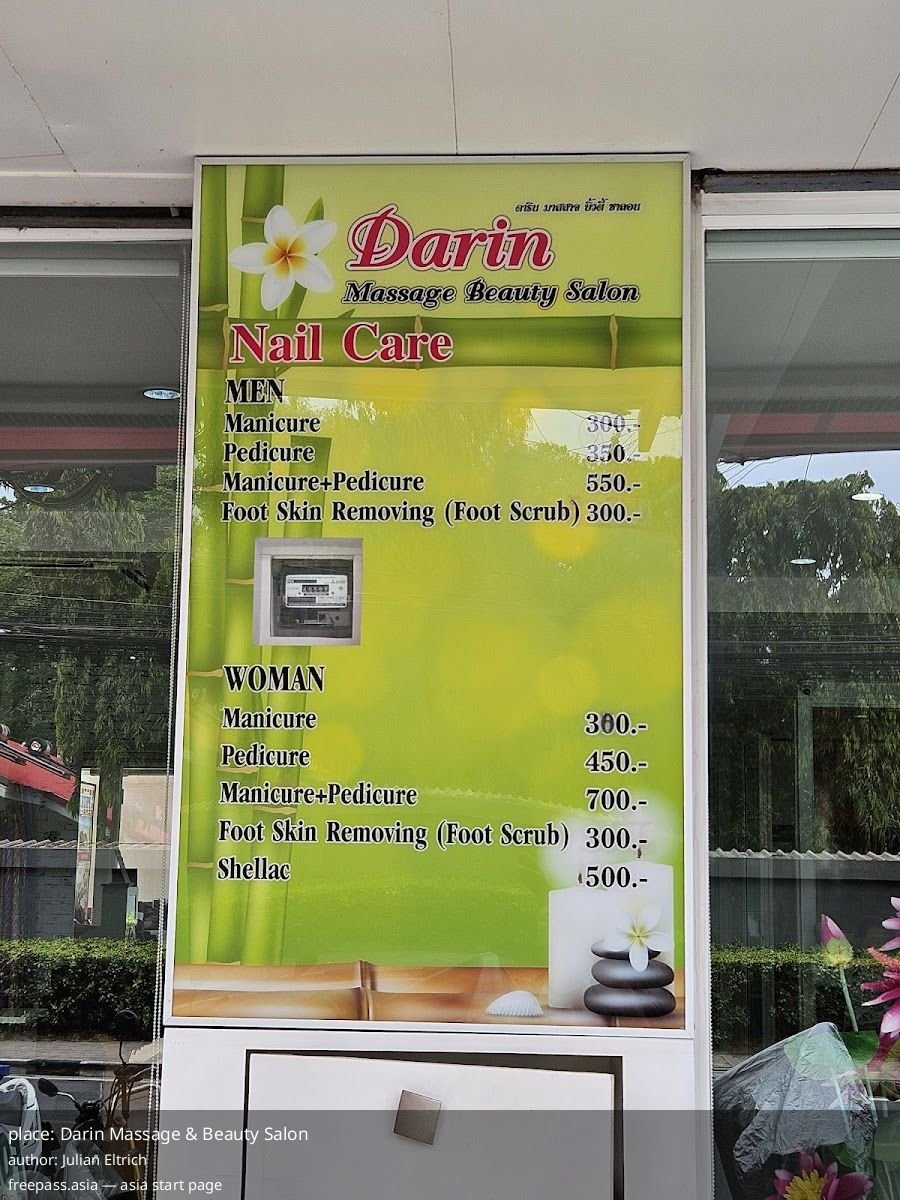 ดาริน มาสสาจ บิ้วตี้ ซาลอน
Darin
Massage Beauty Salon
Nail Care
MEN
Manicure 300.-
Pedicure 350.-
Manicure+Pedicure 550.-
Foot Skin Removing (Foot Scrub) 300.-
WOMAN
Manicure 300.-
Pedicure 450.-
Manicure+Pedicure 700.-
Foot Skin Removing (Foot Scrub) 300.-
Shellac 500.-
place: Darin Massage & Beauty Salon
author: Julian Eltrich
freepass.asia — asia start page